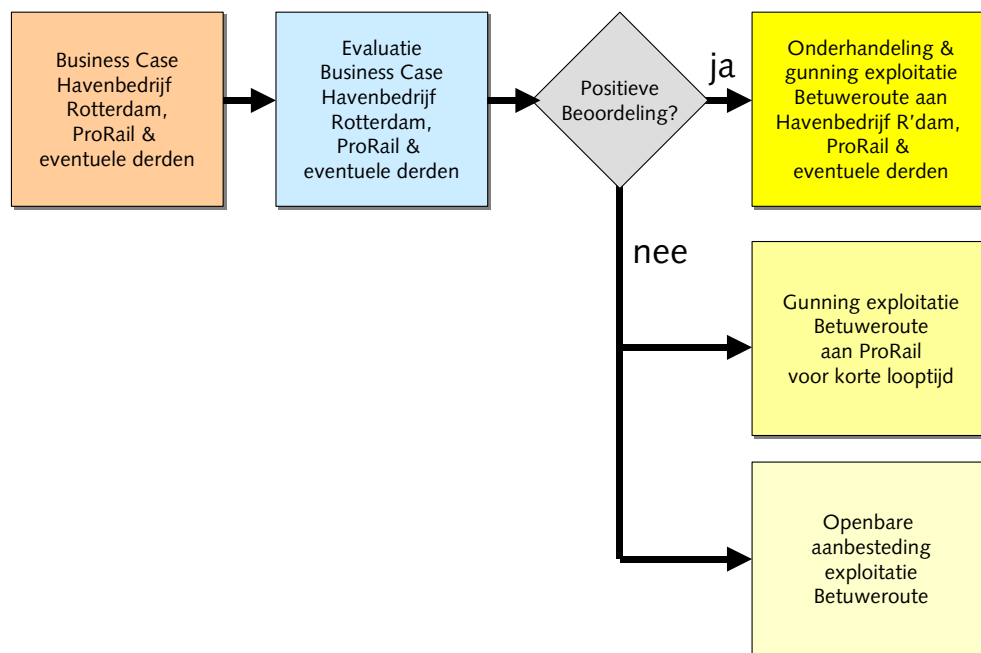 Business Case
Havenbedrijf
Rotterdam,
ProRail &
eventuele derden
Evaluatie
Business Case
Havenbedrijf
Rotterdam,
ProRail &
eventuele derden
Positieve
Beoordeling?
ja
Onderhandeling &
gunning exploitatie
Betuweroute aan
Havenbedrijf R'dam,
ProRail &
eventuele derden
nee
Gunning exploitatie
Betuweroute
aan ProRail
voor korte looptijd
Openbare
aanbesteding
exploitatie
Betuweroute